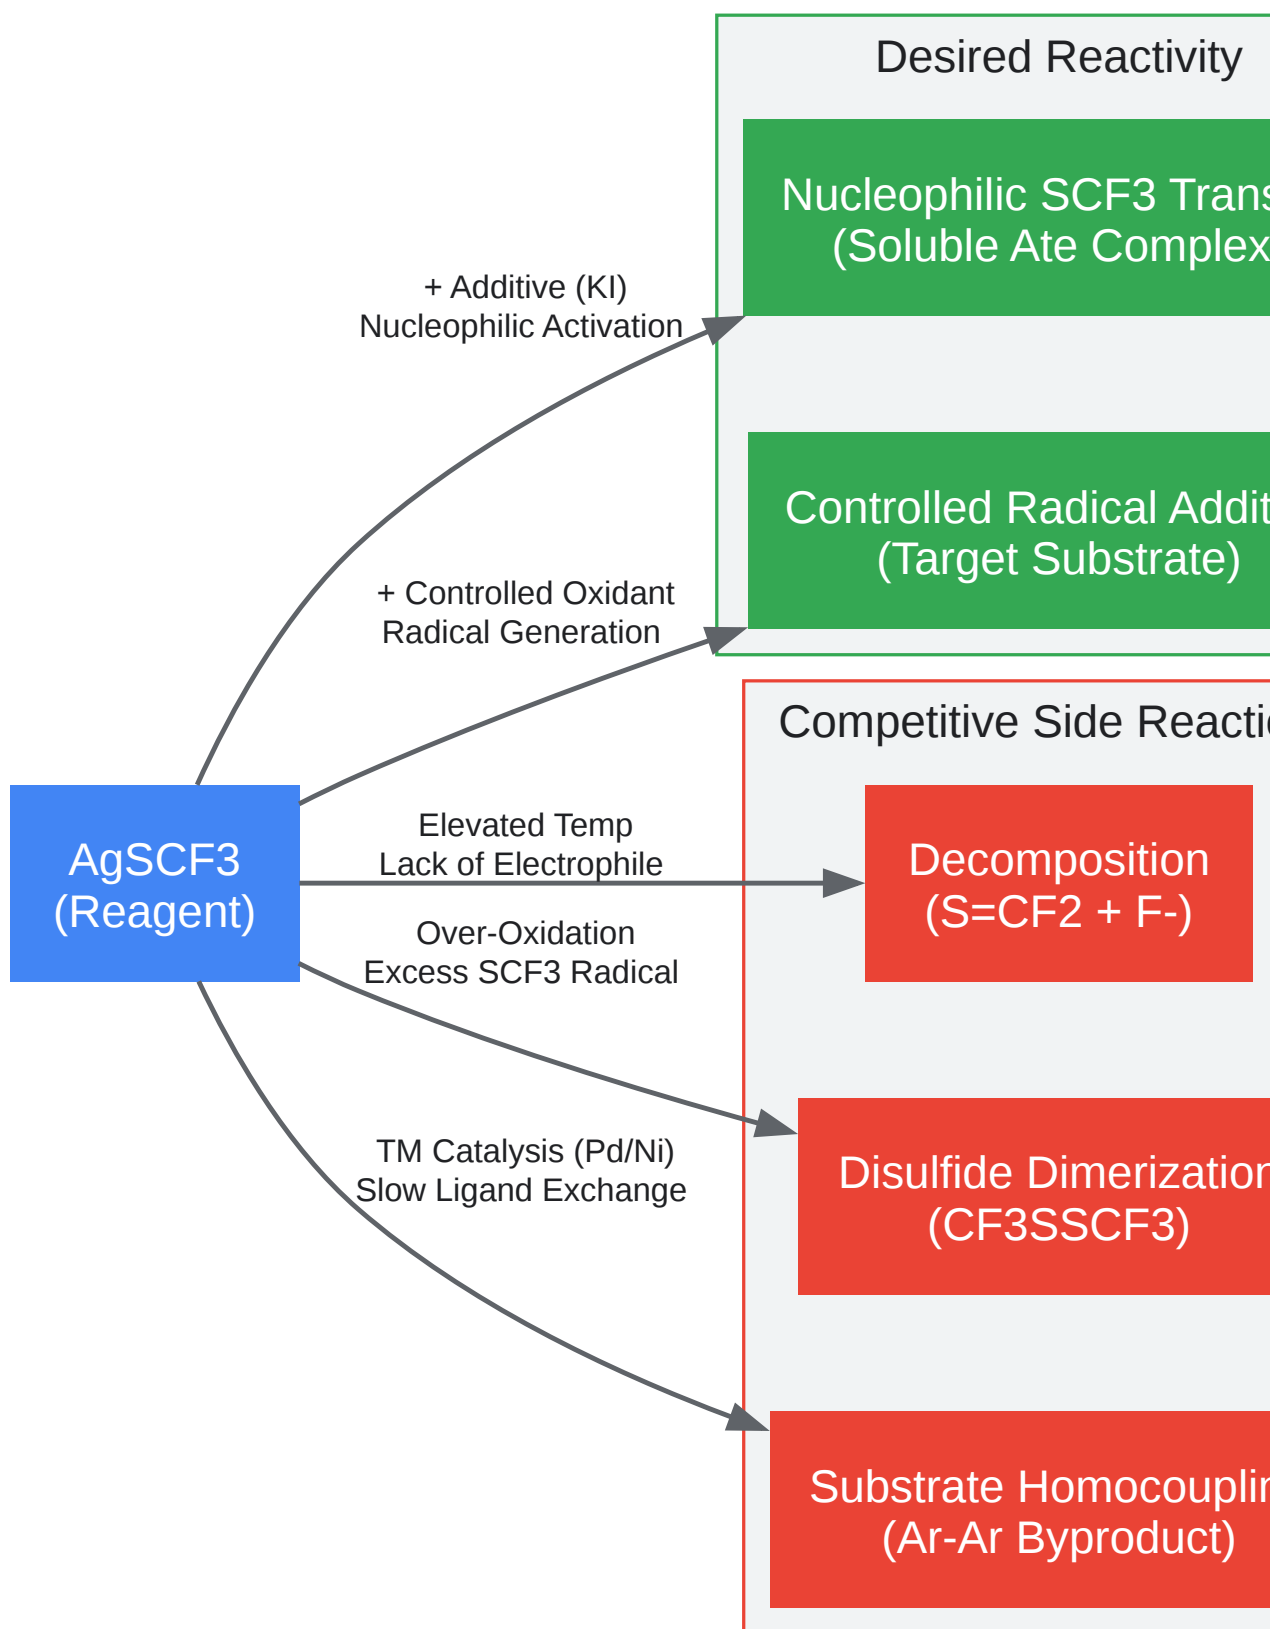 Desired Reactivity
Nucleophilic SCF3 Trans
(Soluble Ate Complex
+ Additive (KI)
Nucleophilic Activation
Controlled Radical Addit
(Target Substrate)
+ Controlled Oxidant
Radical Generation
Competitive Side Reacti
AgSCF3
(Reagent)
Elevated Temp
Lack of Electrophile
Decomposition
(S=CF2 + F-)
Over-Oxidation
Excess SCF3 Radical
Disulfide Dimerization
(CF3SSCF3)
TM Catalysis (Pd/Ni)
Slow Ligand Exchange
Substrate Homocouplin
(Ar-Ar Byproduct)